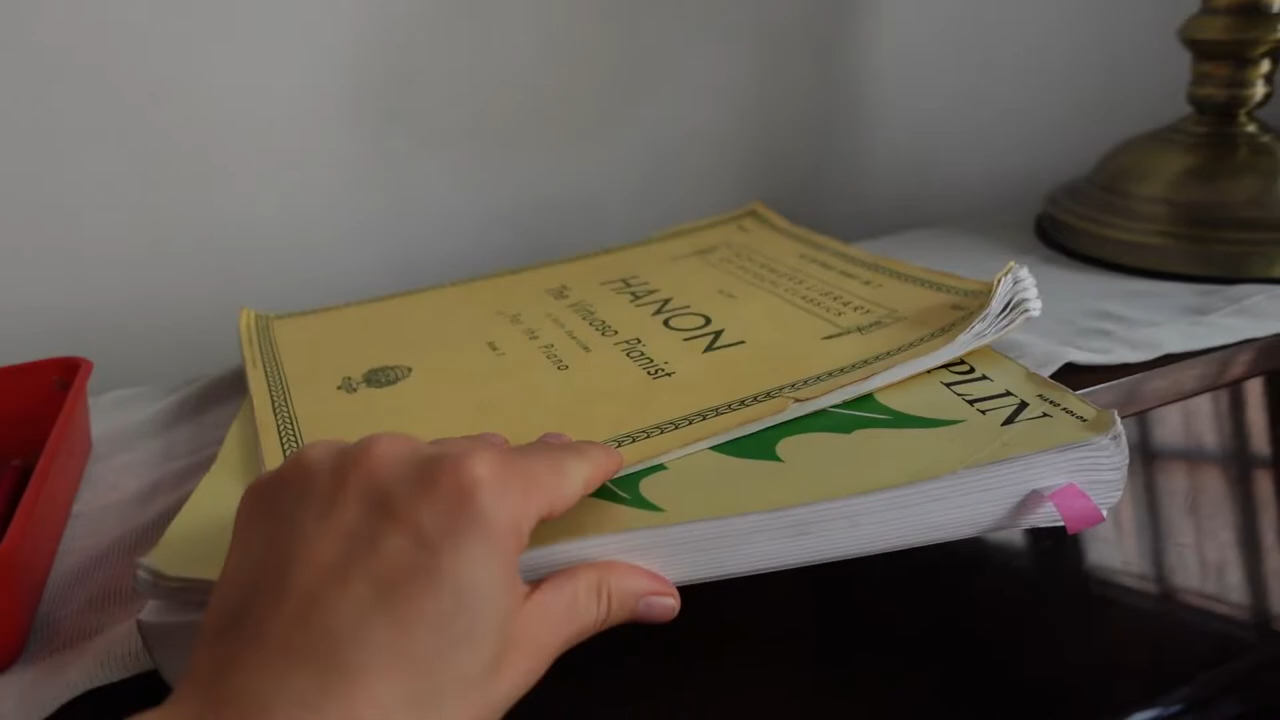 SCHIRMER'S LIBRARY
OF MUSICAL CLASSICS
HANON
The Virtuoso Pianist
For the Piano
PLIN
PIANO SOLOS